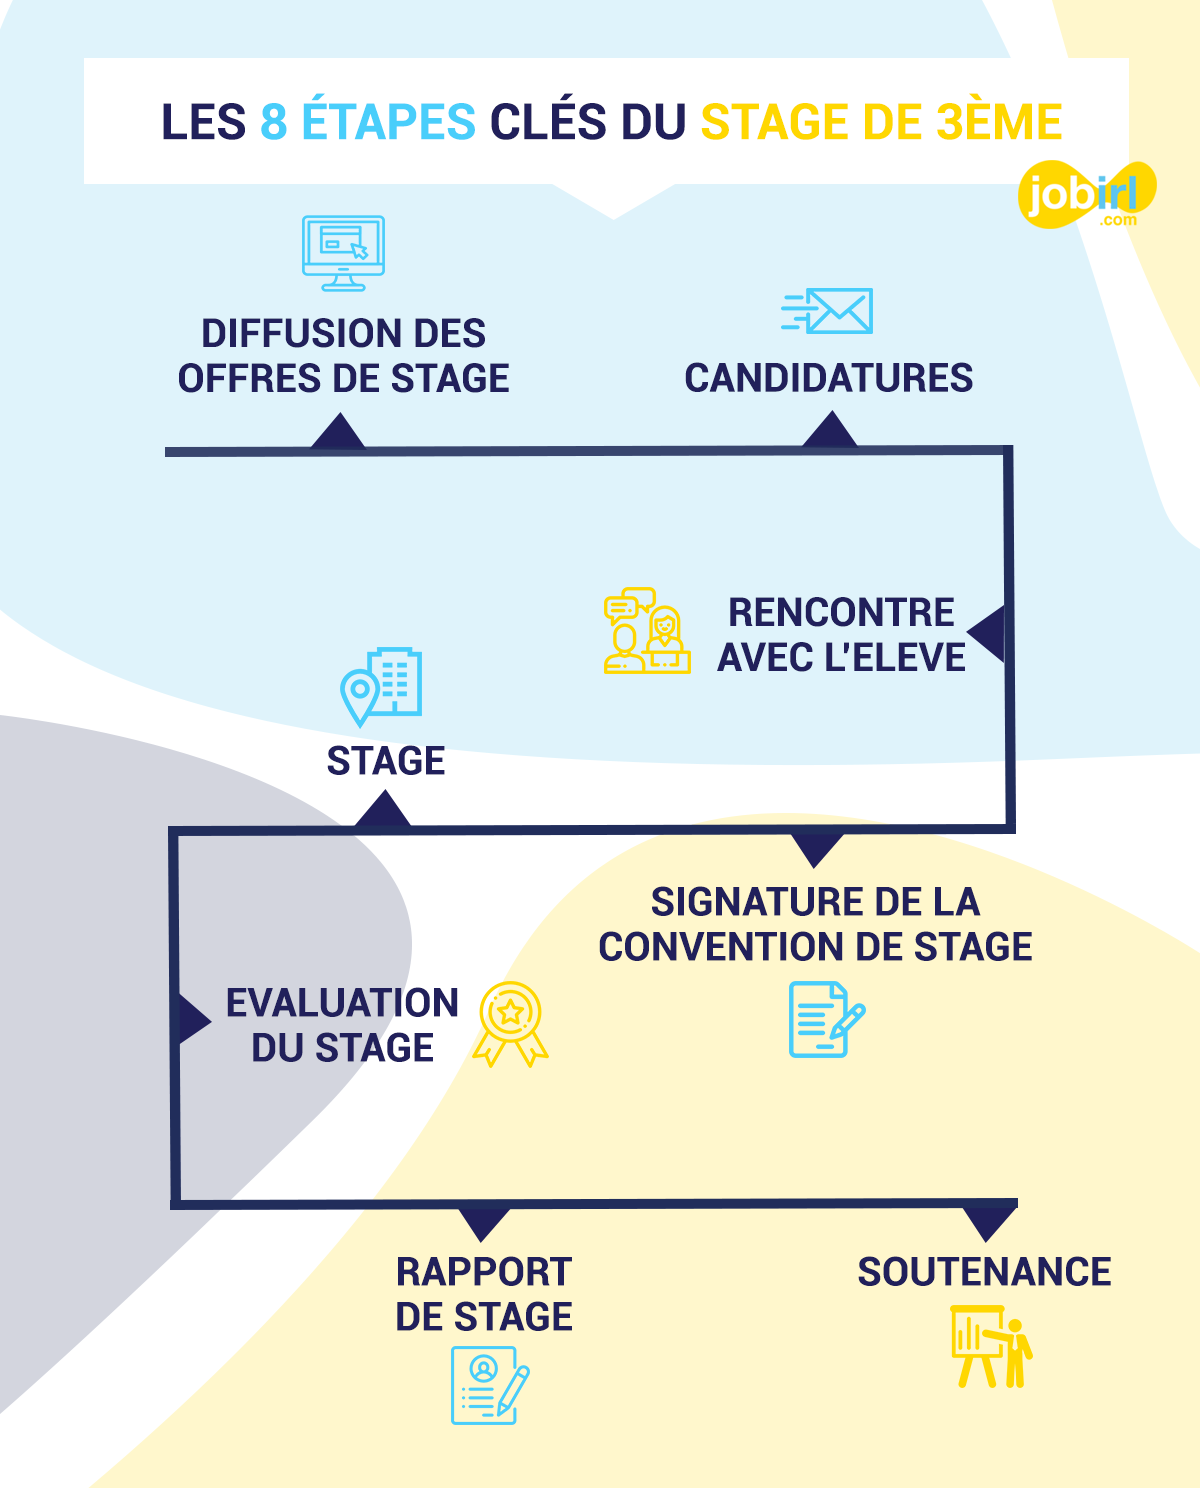 LES 8 ÉTAPES CLÉS DU STAGE DE 3ÈME
jobirl
.com
DIFFUSION DES
OFFRES DE STAGE
CANDIDATURES
RENCONTRE
AVEC L'ELEVE
SIGNATURE DE LA
CONVENTION DE STAGE
STAGE
EVALUATION
DU STAGE
RAPPORT
DE STAGE
SOUTENANCE